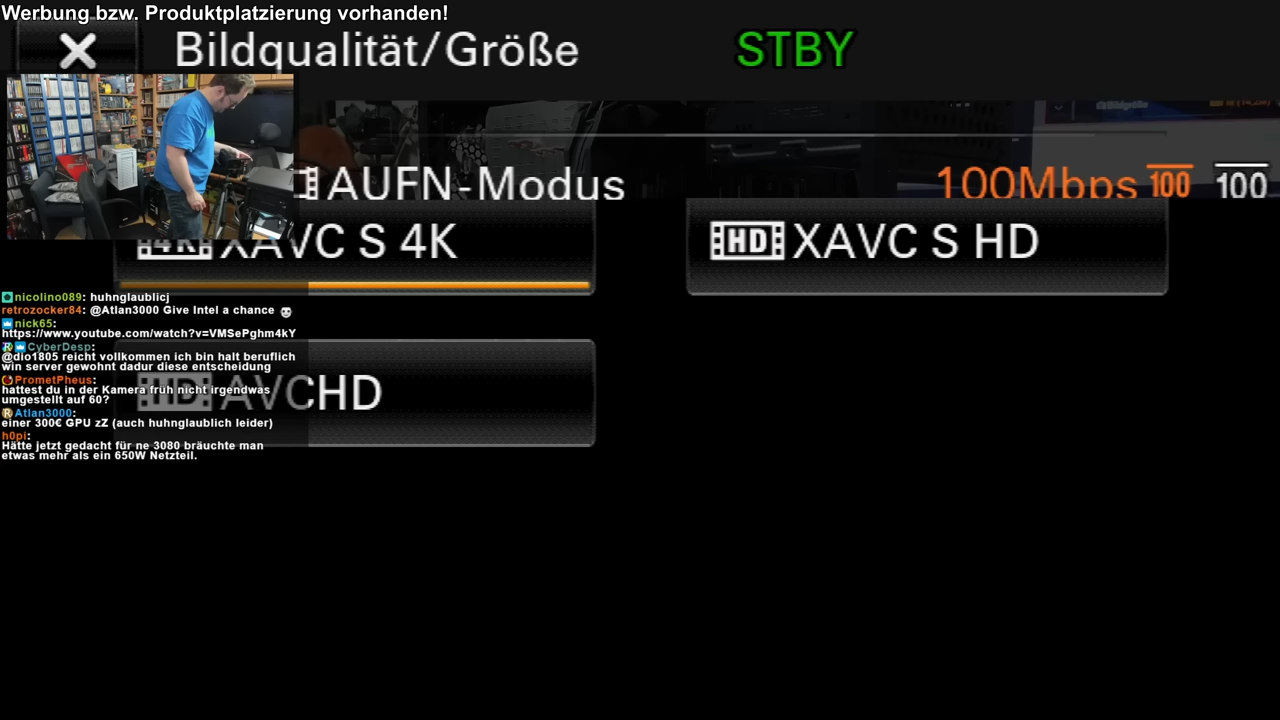 Werbung bzw. Produktplatzierung vorhanden!
Bildqualität/Größe
STBY
AUFN-Modus
100Mbps 100 100
4K XAVC S 4K
HD XAVC S HD
HD AVCHD
nicolino089: huhnglaublicj
retrozocker84: @Atlan3000 Give Intel a chance
nick65:
https://www.youtube.com/watch?v=VMSePghm4kY
CyberDesp:
@dio1805 reicht vollkommen ich bin halt beruflich
win server gewohnt dadur diese entscheidung
PrometPheus:
hattest du in der Kamera früh nicht irgendwas
umgestellt auf 60?
Atlan3000:
einer 300€ GPU zZ (auch huhnglaublich leider)
h0pi:
Hätte jetzt gedacht für ne 3080 bräuchte man
etwas mehr als ein 650W Netzteil.